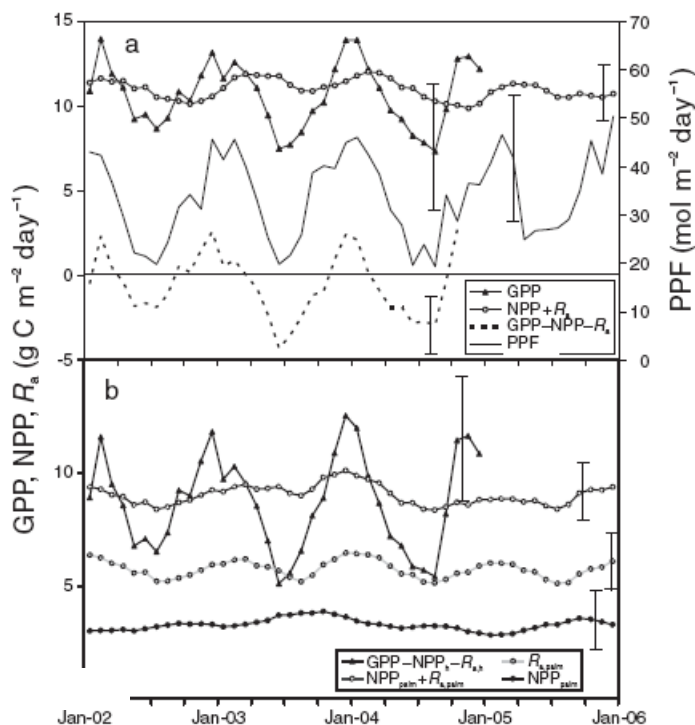 15
10
5
0
-5
70
60
50
40
30
20
10
0
a
GPP
NPP + Rₐ
GPP–NPP–Rₐ
PPF
GPP, NPP, Rₐ (g C m⁻² day⁻¹)
PPF (mol m⁻² day⁻¹)
b
10
5
GPP –NPPₕ–Rₐ,ₕ
NPPpalm+Ra,palm
Ra,palm
NPPpalm
Jan-02 Jan-03 Jan-04 Jan-05 Jan-06